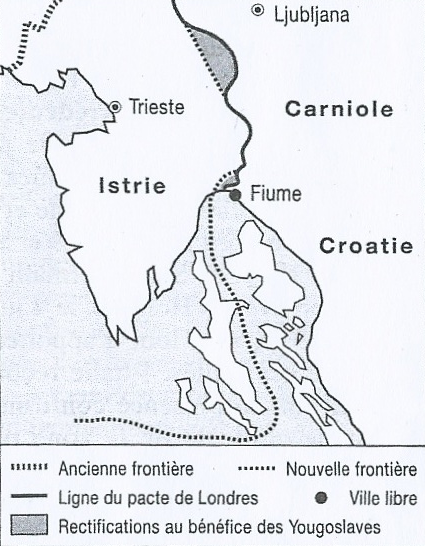 Ljubljana
Trieste
Carniole
Istrie
Fiume
Croatie
Ancienne frontière
Nouvelle frontière
Ligne du pacte de Londres
Ville libre
Rectifications au bénéfice des Yougoslaves